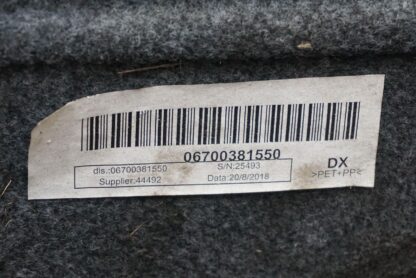 06700381550
dis.:06700381550 S/N:25493
Supplier:44492 Data:20/8/2018
DX
>PET+PP<